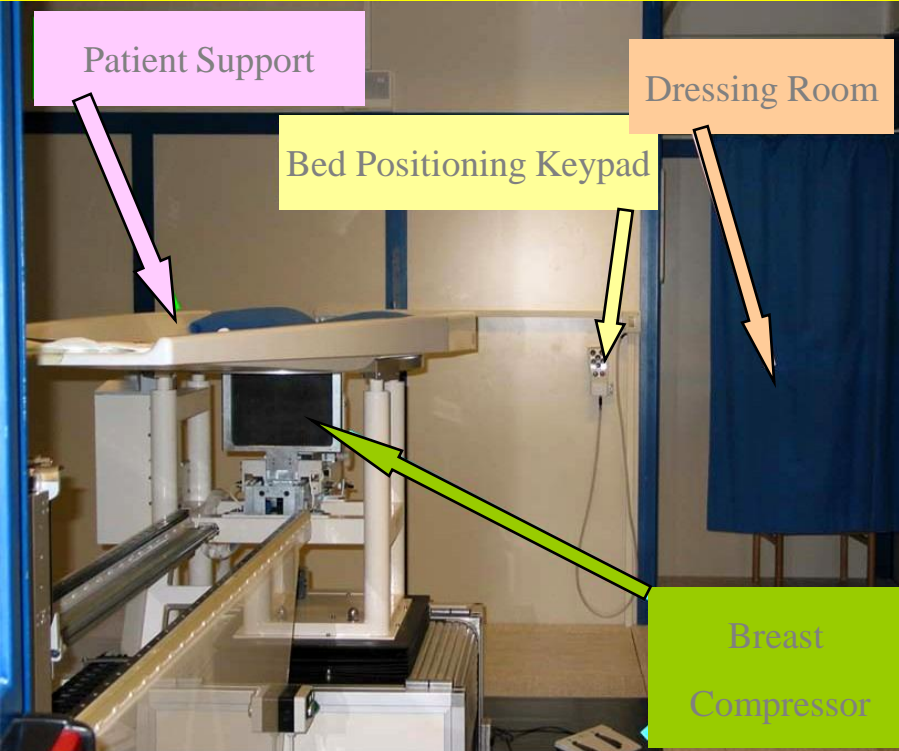 Patient Support
Dressing Room
Bed Positioning Keypad
Breast
Compressor